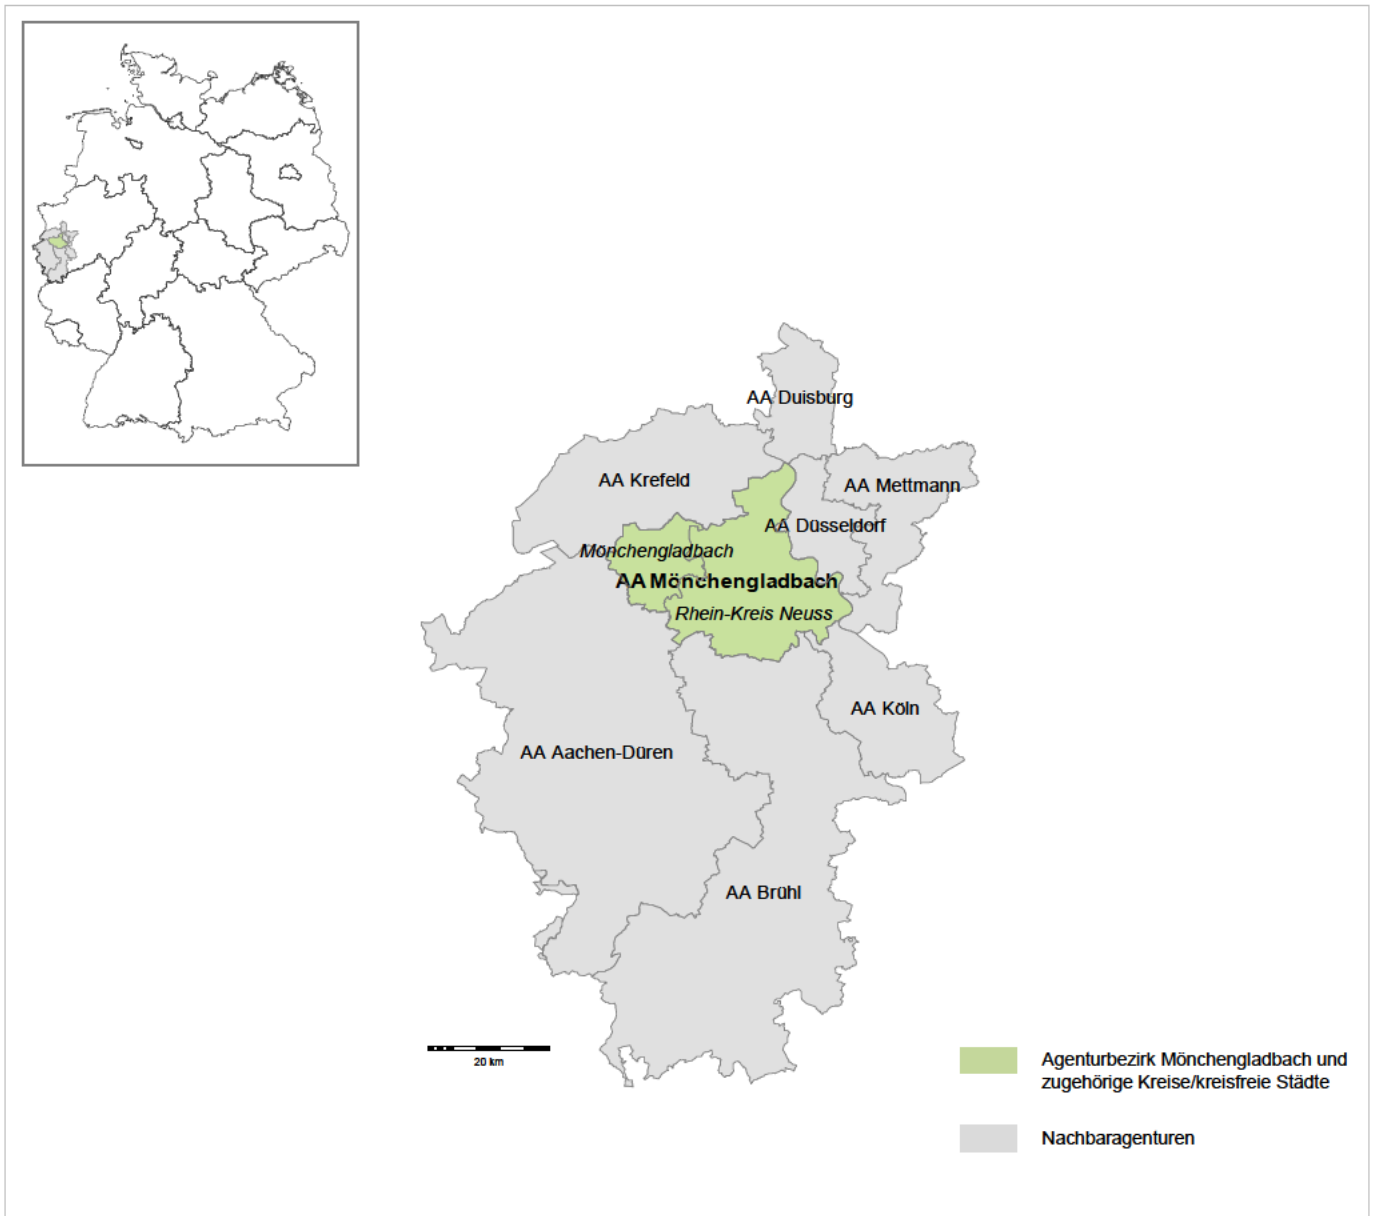 AA Duisburg
AA Krefeld
AA Mettmann
AA Düsseldorf
Mönchengladbach
AA Mönchengladbach
Rhein-Kreis Neuss
AA Köln
AA Aachen-Düren
AA Brühl
20 km
Agenturbezirk Mönchengladbach und
zugehörige Kreise/kreisfreie Städte
Nachbaragenturen